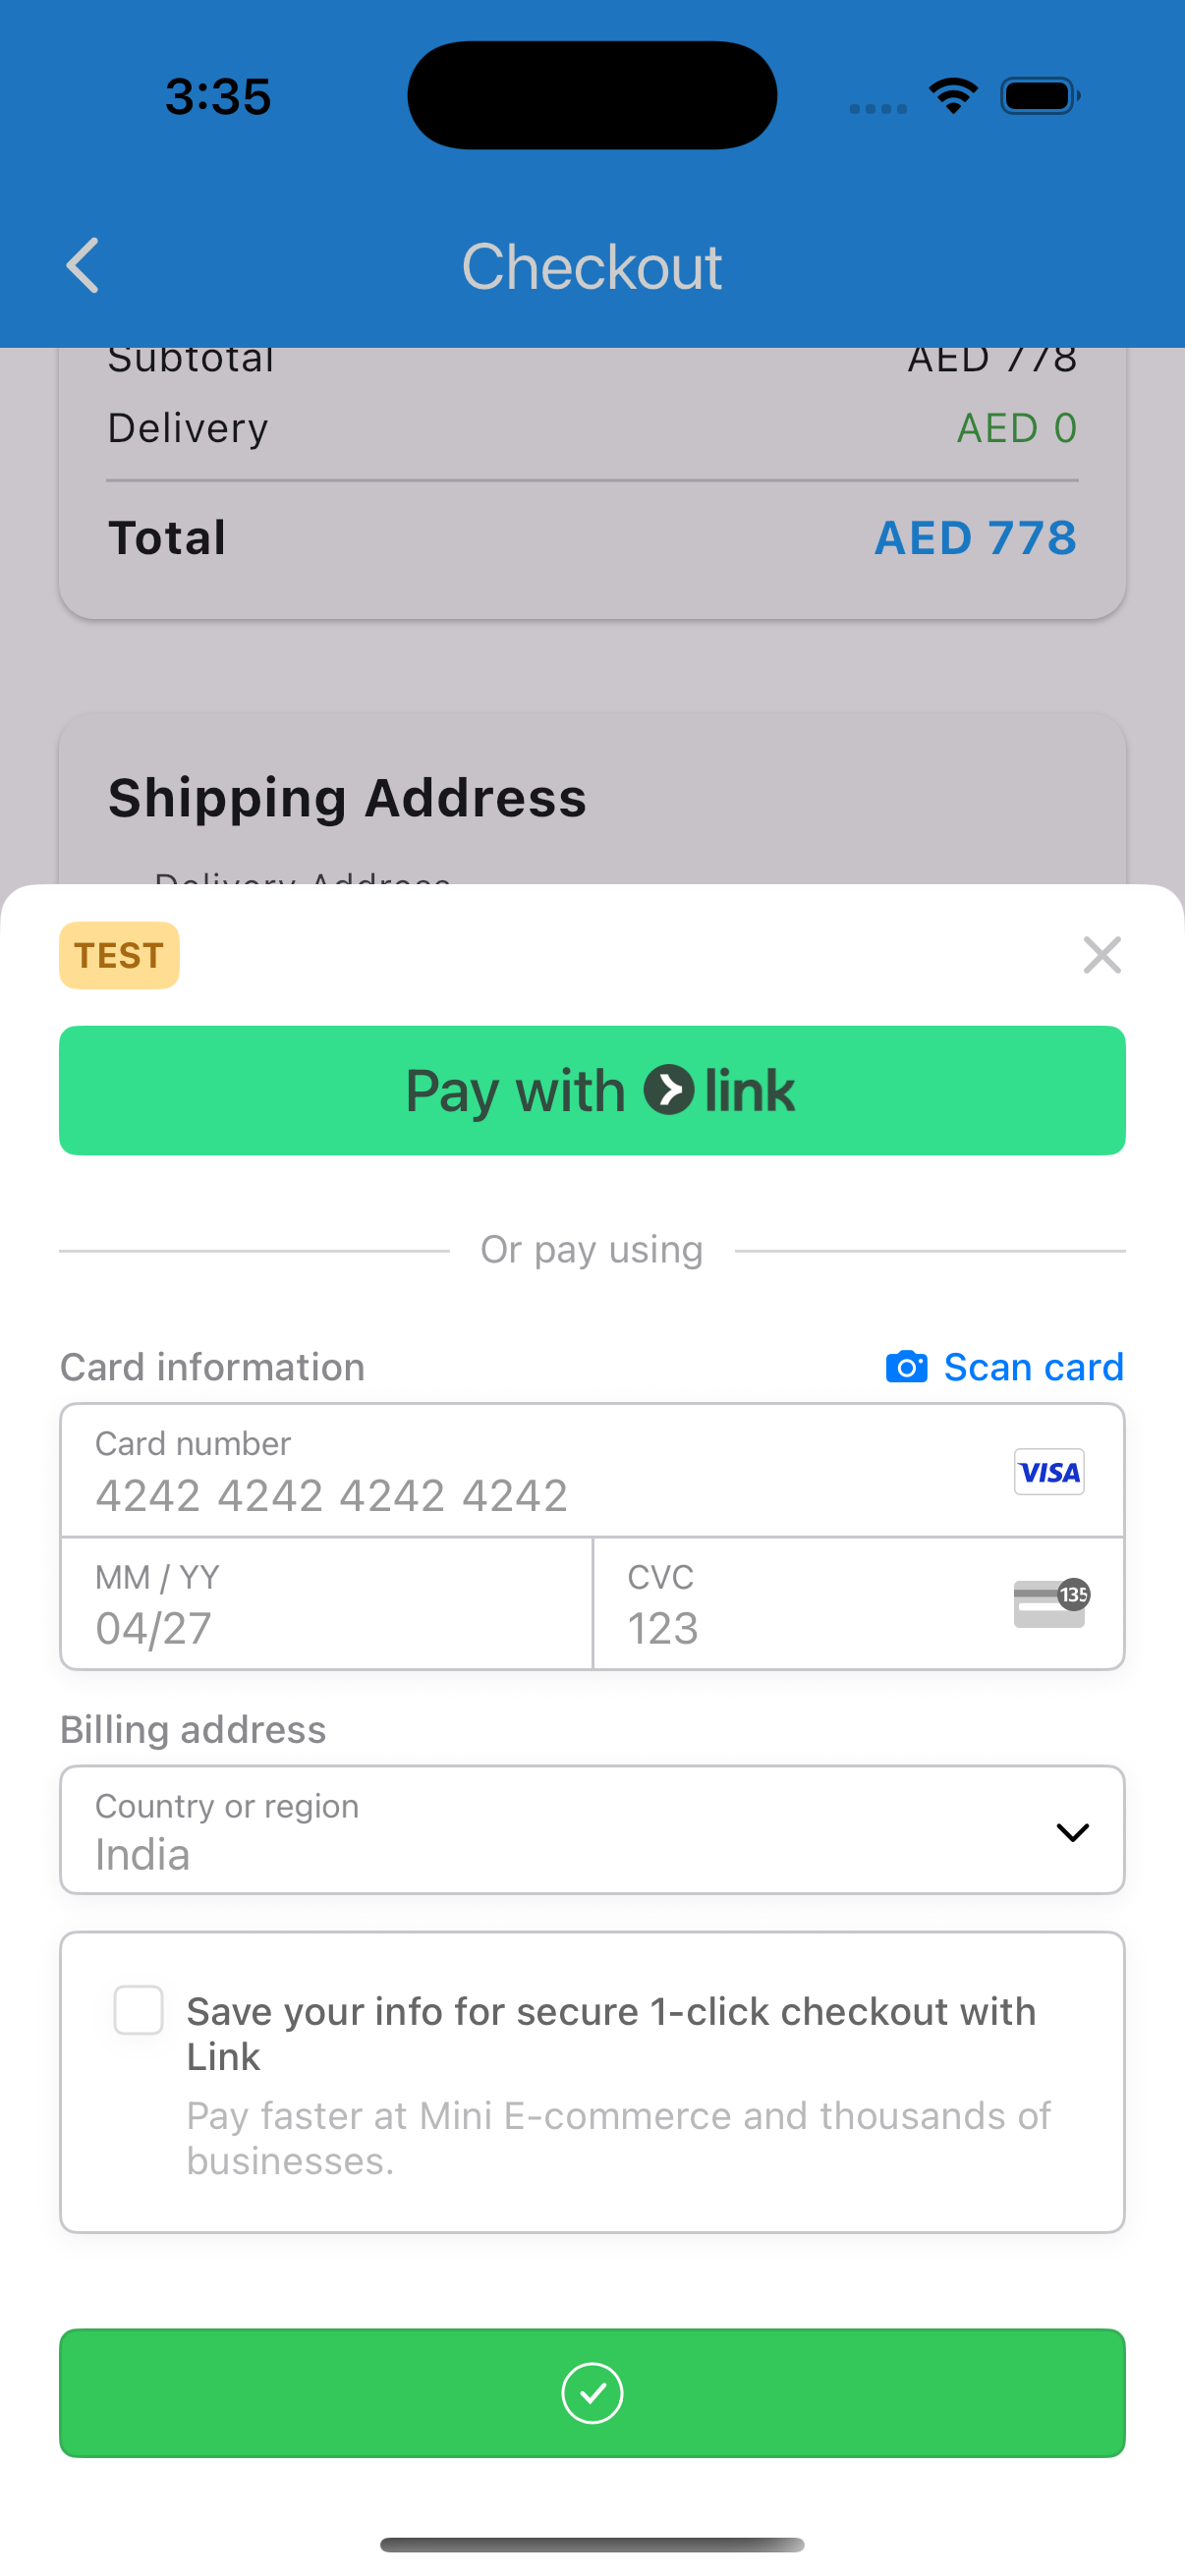 3:35
Checkout
Subtotal AED 778
Delivery AED 0
Total AED 778
Shipping Address
Delivery Address
TEST
Pay with link
Or pay using
Card information Scan card
Card number
4242 4242 4242 4242 VISA
MM / YY CVC
04/27 123 135
Billing address
Country or region
India
Save your info for secure 1-click checkout with
Link
Pay faster at Mini E-commerce and thousands of
businesses.